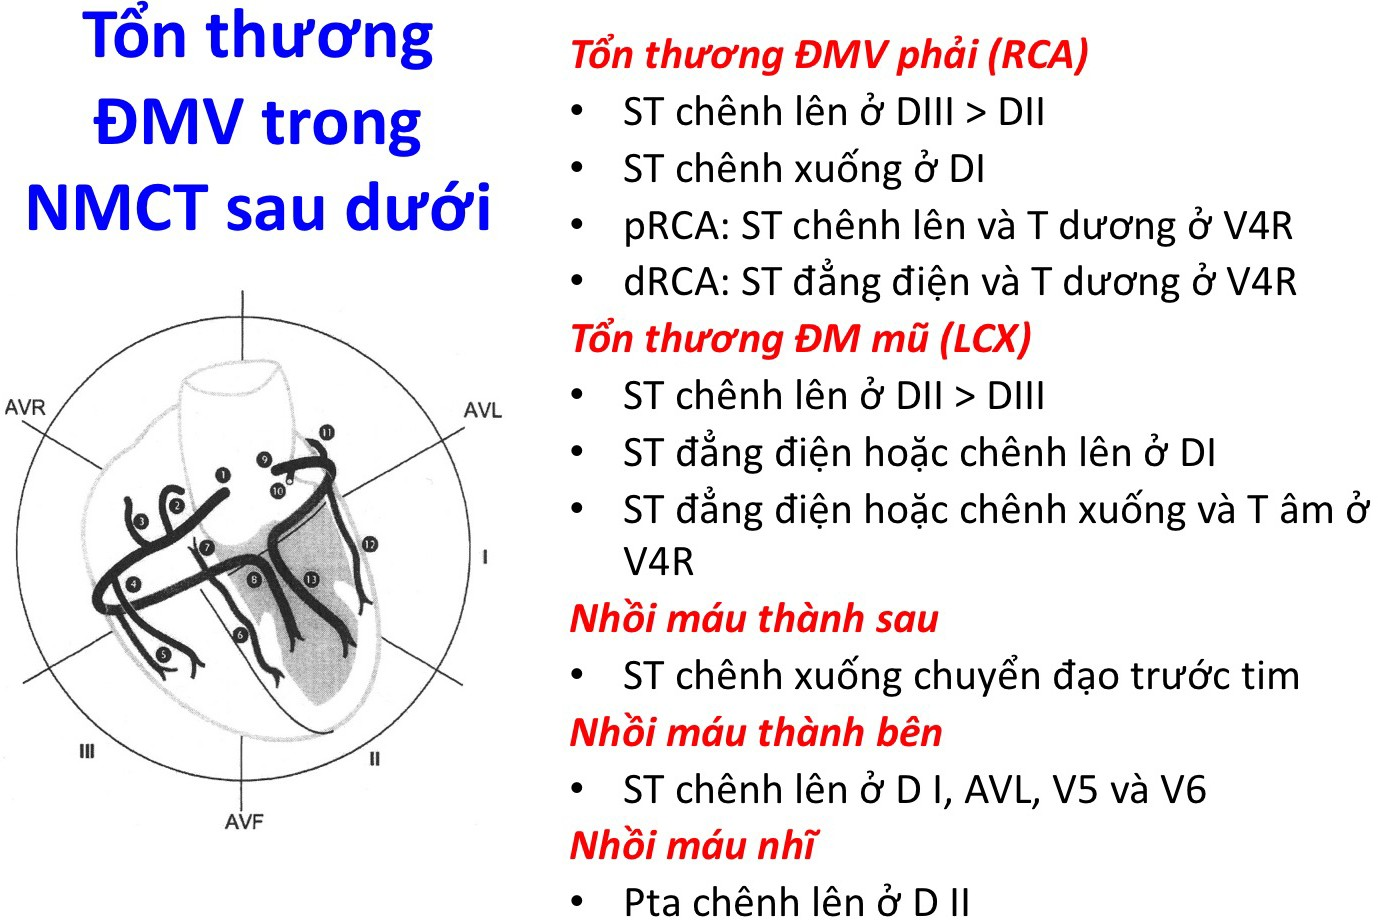 Tổn thương
ĐMV trong
NMCT sau dưới
Tổn thương ĐMV phải (RCA)
• ST chênh lên ở DIII > DII
• ST chênh xuống ở DI
• pRCA: ST chênh lên và T dương ở V4R
• dRCA: ST đẳng điện và T dương ở V4R
Tổn thương ĐM mũ (LCX)
• ST chênh lên ở DII > DIII
• ST đẳng điện hoặc chênh lên ở DI
• ST đẳng điện hoặc chênh xuống và T âm ở
V4R
Nhồi máu thành sau
• ST chênh xuống chuyển đạo trước tim
Nhồi máu thành bên
• ST chênh lên ở D I, AVL, V5 và V6
Nhồi máu nhĩ
• Pta chênh lên ở D II
AVR
AVL
11
9
1
10
3
2
7
12
I
4
8
13
6
5
III
II
AVF